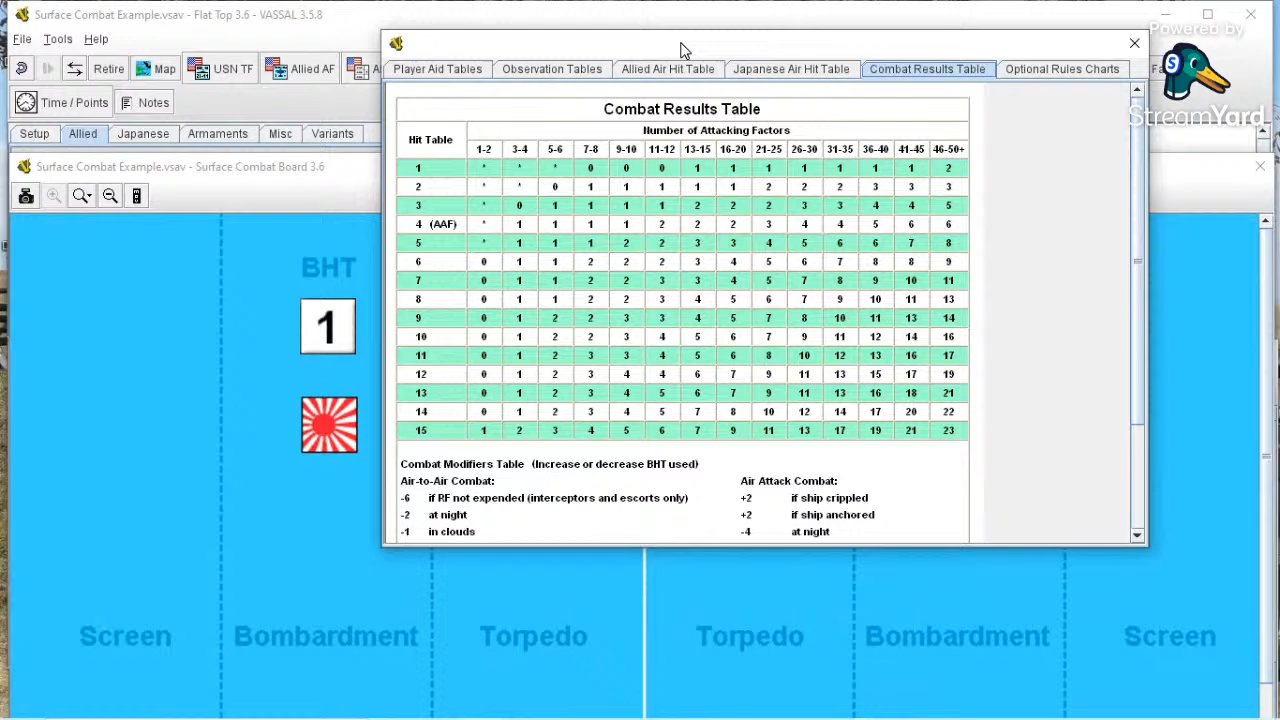 Surface Combat Example.vsav - Flat Top 3.6 - VASSAL 3.5.8
Powered by
StreamYard
File Tools Help
Retire Map USN TF Allied AF
Time / Points Notes
Setup Allied Japanese Armaments Misc Variants
Surface Combat Example.vsav - Surface Combat Board 3.6
BHT
1
Screen Bombardment Torpedo Torpedo Bombardment Screen
Player Aid Tables Observation Tables Allied Air Hit Table Japanese Air Hit Table Combat Results Table Optional Rules Charts
Combat Results Table
Number of Attacking Factors
Hit Table 1-2 3-4 5-6 7-8 9-10 11-12 13-15 16-20 21-25 26-30 31-35 36-40 41-45 46-50+
1 * * * 0 0 0 1 1 1 1 1 1 1 2
2 * * 0 1 1 1 1 1 2 2 2 3 3 3
3 * 0 1 1 1 1 2 2 2 3 3 4 4 5
4 (AAF) * 1 1 1 1 2 2 2 3 4 4 5 6 6
5 * 1 1 1 2 2 3 3 4 5 6 6 7 8
6 0 1 1 2 2 2 3 4 5 6 7 8 8 9
7 0 1 1 2 2 3 3 4 5 7 8 9 10 11
8 0 1 1 2 2 3 4 5 6 7 9 10 11 13
9 0 1 2 2 3 3 4 5 7 8 10 11 13 14
10 0 1 2 2 3 4 5 6 7 9 11 12 14 16
11 0 1 2 3 3 4 5 6 8 10 12 13 16 17
12 0 1 2 3 4 4 6 7 9 11 13 15 17 19
13 0 1 2 3 4 5 6 7 9 11 13 16 18 21
14 0 1 2 3 4 5 7 8 10 12 14 17 20 22
15 1 2 3 4 5 6 7 9 11 13 17 19 21 23
Combat Modifiers Table (Increase or decrease BHT used)
Air-to-Air Combat: Air Attack Combat:
-6 if RF not expended (interceptors and escorts only) +2 if ship crippled
-2 at night +2 if ship anchored
-1 in clouds -4 at night